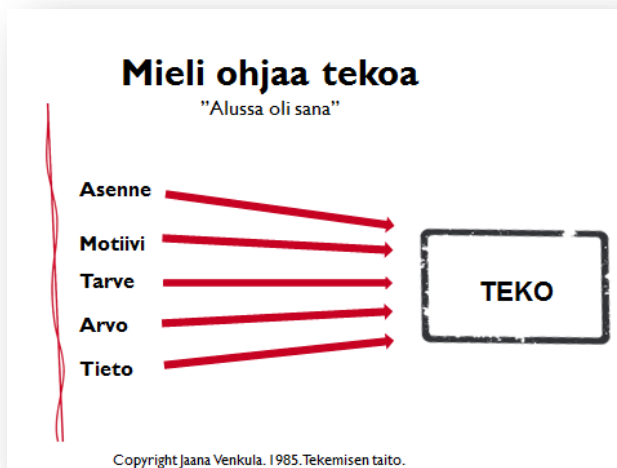 Mieli ohjaa tekoa
”Alussa oli sana”
Asenne
Motiivi
Tarve
Arvo
Tieto
TEKO
Copyright Jaana Venkula. 1985. Tekemisen taito.